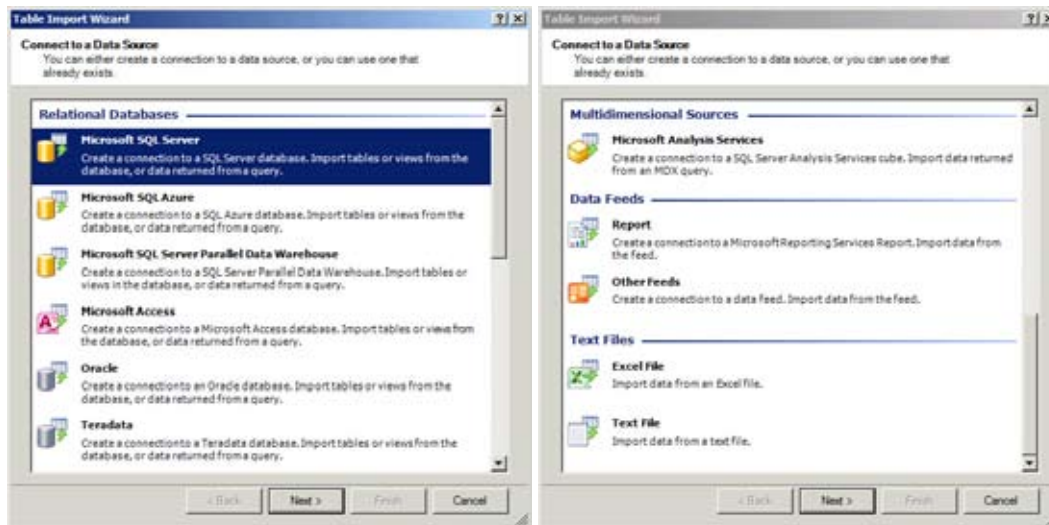 Table Import Wizard
Connect to a Data Source
You can either create a connection to a data source, or you can use one that
already exists
Relational Databases
Microsoft SQL Server
Create a connection to a SQL Server database. Import tables or views from the
database, or data returned from a query.
Microsoft SQL Azure
Create a connection to a SQL Azure database. Import tables or views from the
database, or data returned from a query.
Microsoft SQL Server Parallel Data Warehouse
Create a connection to a SQL Server Parallel Data Warehouse. Import tables or
views in the database, or data returned from a query.
Microsoft Access
Create a connection to a Microsoft Access database. Import tables or views from
the database, or data returned from a query.
Oracle
Create a connection to an Oracle database. Import tables or views from the
database, or data returned from a query.
Teradata
Create a connection to a Teradata database. Import tables or views from the
database, or data returned from a query.
< Back
Next >
Finish
Cancel
Table Import Wizard
Connect to a Data Source
You can either create a connection to a data source, or you can use one that
already exists
Multidimensional Sources
Microsoft Analysis Services
Create a connection to a SQL Server Analysis Services cube. Import data returned
from an MDX query.
Data Feeds
Report
Create a connection to a Microsoft Reporting Services Report. Import data from
the feed.
Other Feeds
Create a connection to a data feed. Import data from the feed.
Text Files
Excel File
Import data from an Excel file.
Text File
Import data from a text file.
< Back
Next >
Finish
Cancel